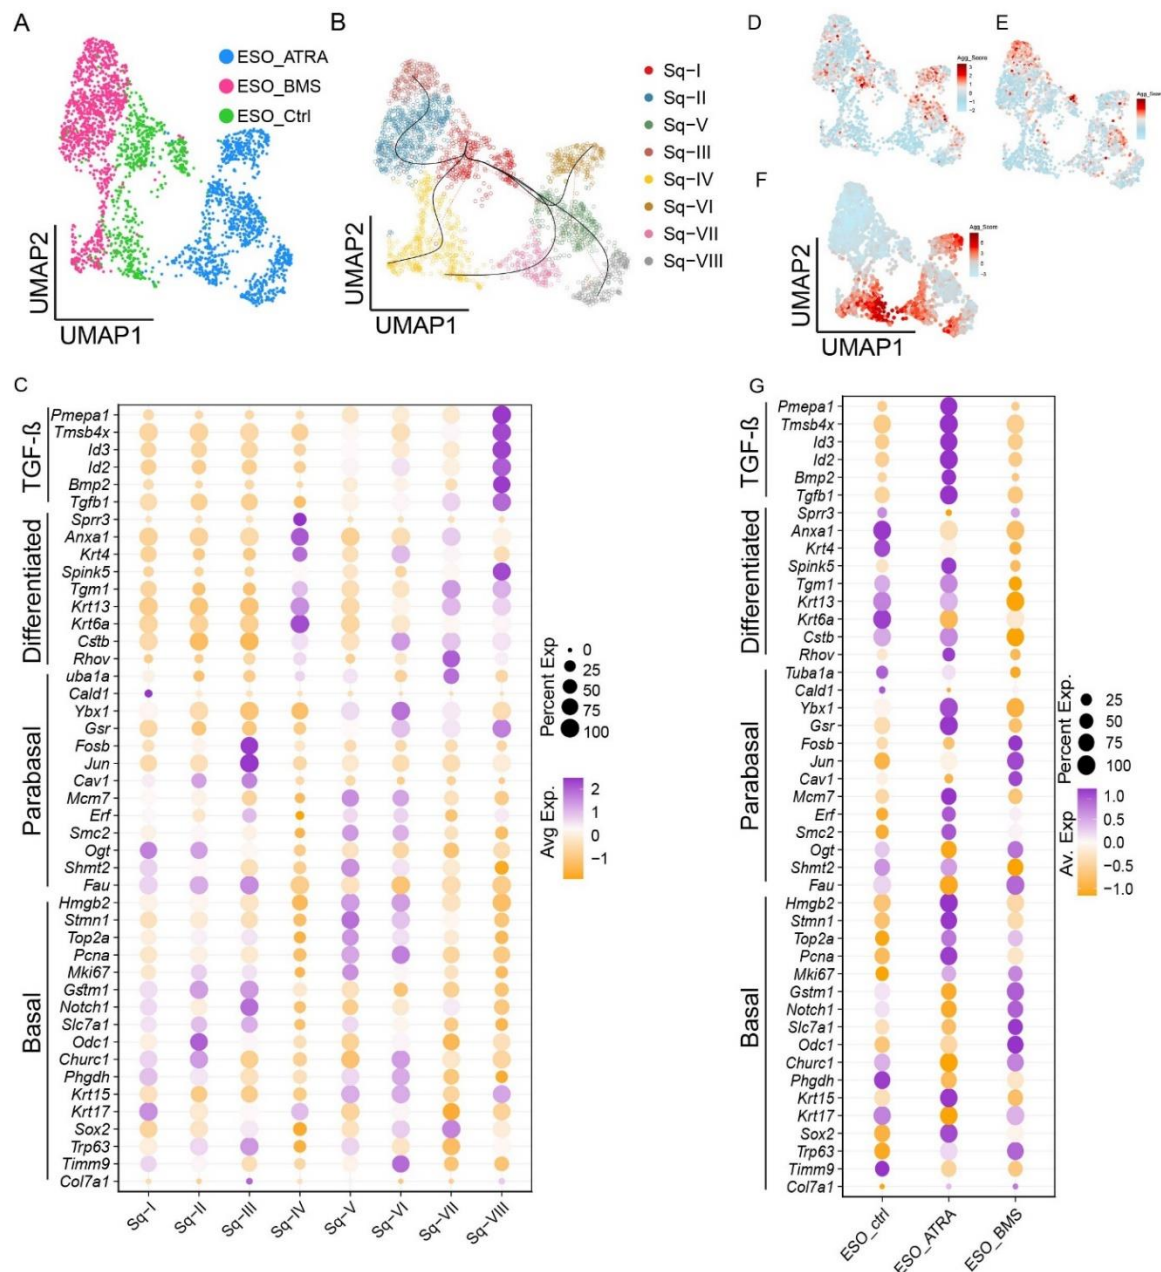 A
ESO_ATRA
ESO_BMS
ESO_Ctrl
UMAP2
UMAP1
B
Sq-I
Sq-II
Sq-V
Sq-III
Sq-IV
Sq-VI
Sq-VII
Sq-VIII
UMAP2
UMAP1
D
Agg_Score
3
2
1
0
−1
−2
E
Agg_Scor
F
Agg_Score
UMAP2
UMAP1
C
TGF-ß
Pmepa1
Tmsb4x
Id3
Id2
Bmp2
Tgfb1
Differentiated
Sprr3
Anxa1
Krt4
Spink5
Tgm1
Krt13
Krt6a
Cstb
Rhov
Parabasal
uba1a
Cald1
Ybx1
Gsr
Fosb
Jun
Cav1
Mcm7
Erf
Smc2
Ogt
Shmt2
Fau
Basal
Hmgb2
Stmn1
Top2a
Pcna
Mki67
Gstm1
Notch1
Slc7a1
Odc1
Churc1
Phgdh
Krt15
Krt17
Sox2
Trp63
Timm9
Col7a1
Sq-I
Sq-II
Sq-III
Sq-IV
Sq-V
Sq-VI
Sq-VII
Sq-VIII
Percent Exp
0
25
50
75
100
Avg Exp.
2
1
0
−1
G
TGF-ß
Pmepa1
Tmsb4x
Id3
Id2
Bmp2
Tgfb1
Differentiated
Sprr3
Anxa1
Krt4
Spink5
Tgm1
Krt13
Krt6a
Cstb
Rhov
Parabasal
Tuba1a
Cald1
Ybx1
Gsr
Fosb
Jun
Cav1
Mcm7
Erf
Smc2
Ogt
Shmt2
Fau
Basal
Hmgb2
Stmn1
Top2a
Pcna
Mki67
Gstm1
Notch1
Slc7a1
Odc1
Churc1
Phgdh
Krt15
Krt17
Sox2
Trp63
Timm9
Col7a1
ESO_ctrl
ESO_ATRA
ESO_BMS
Percent Exp.
25
50
75
100
Av. Exp
1.0
0.5
0.0
−0.5
−1.0